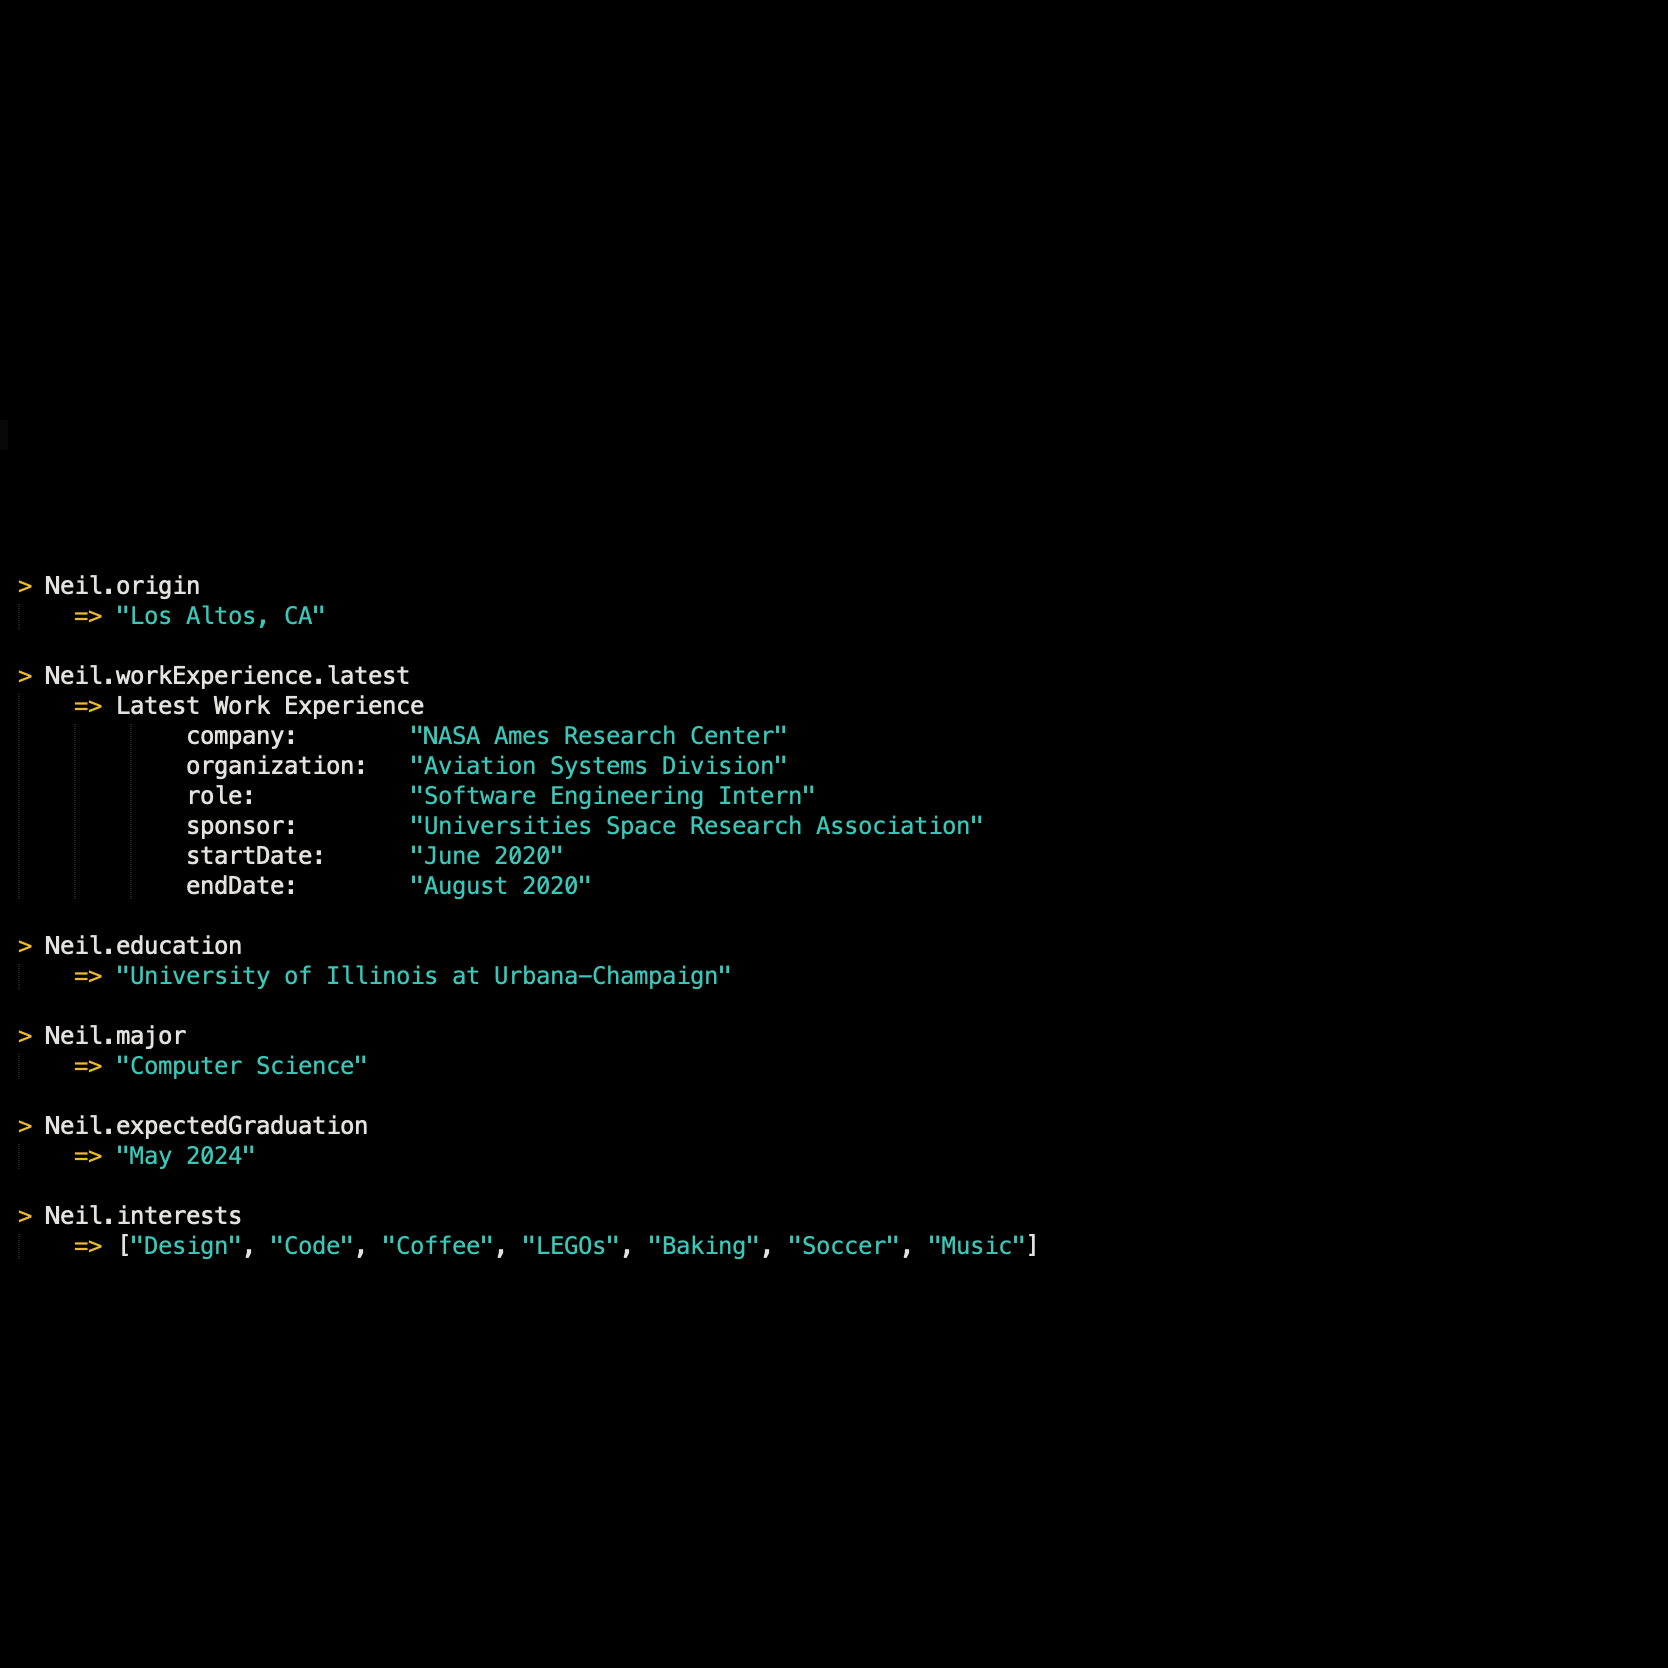 > Neil.origin
=> "Los Altos, CA"
> Neil.workExperience.latest
=> Latest Work Experience
company: "NASA Ames Research Center"
organization: "Aviation Systems Division"
role: "Software Engineering Intern"
sponsor: "Universities Space Research Association"
startDate: "June 2020"
endDate: "August 2020"
> Neil.education
=> "University of Illinois at Urbana–Champaign"
> Neil.major
=> "Computer Science"
> Neil.expectedGraduation
=> "May 2024"
> Neil.interests
=> ["Design", "Code", "Coffee", "LEGOs", "Baking", "Soccer", "Music"]